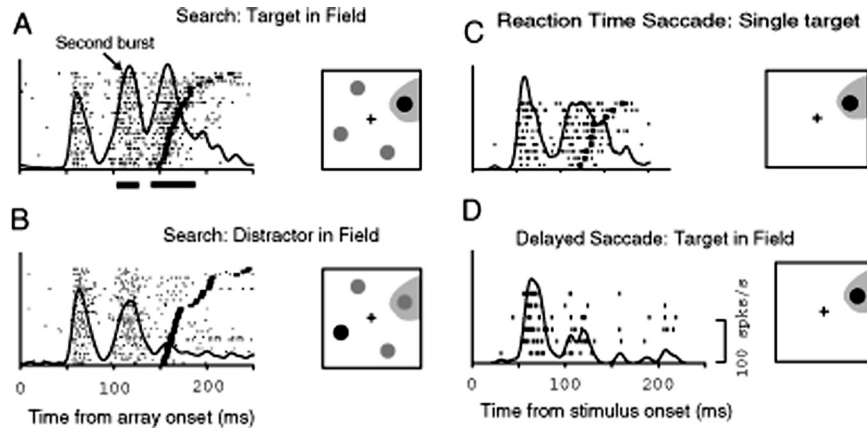 A
Search: Target in Field
Second burst
B
Search: Distractor in Field
0 100 200
Time from array onset (ms)
C
Reaction Time Saccade: Single target
D
Delayed Saccade: Target in Field
100 spks/s
0 100 200
Time from stimulus onset (ms)